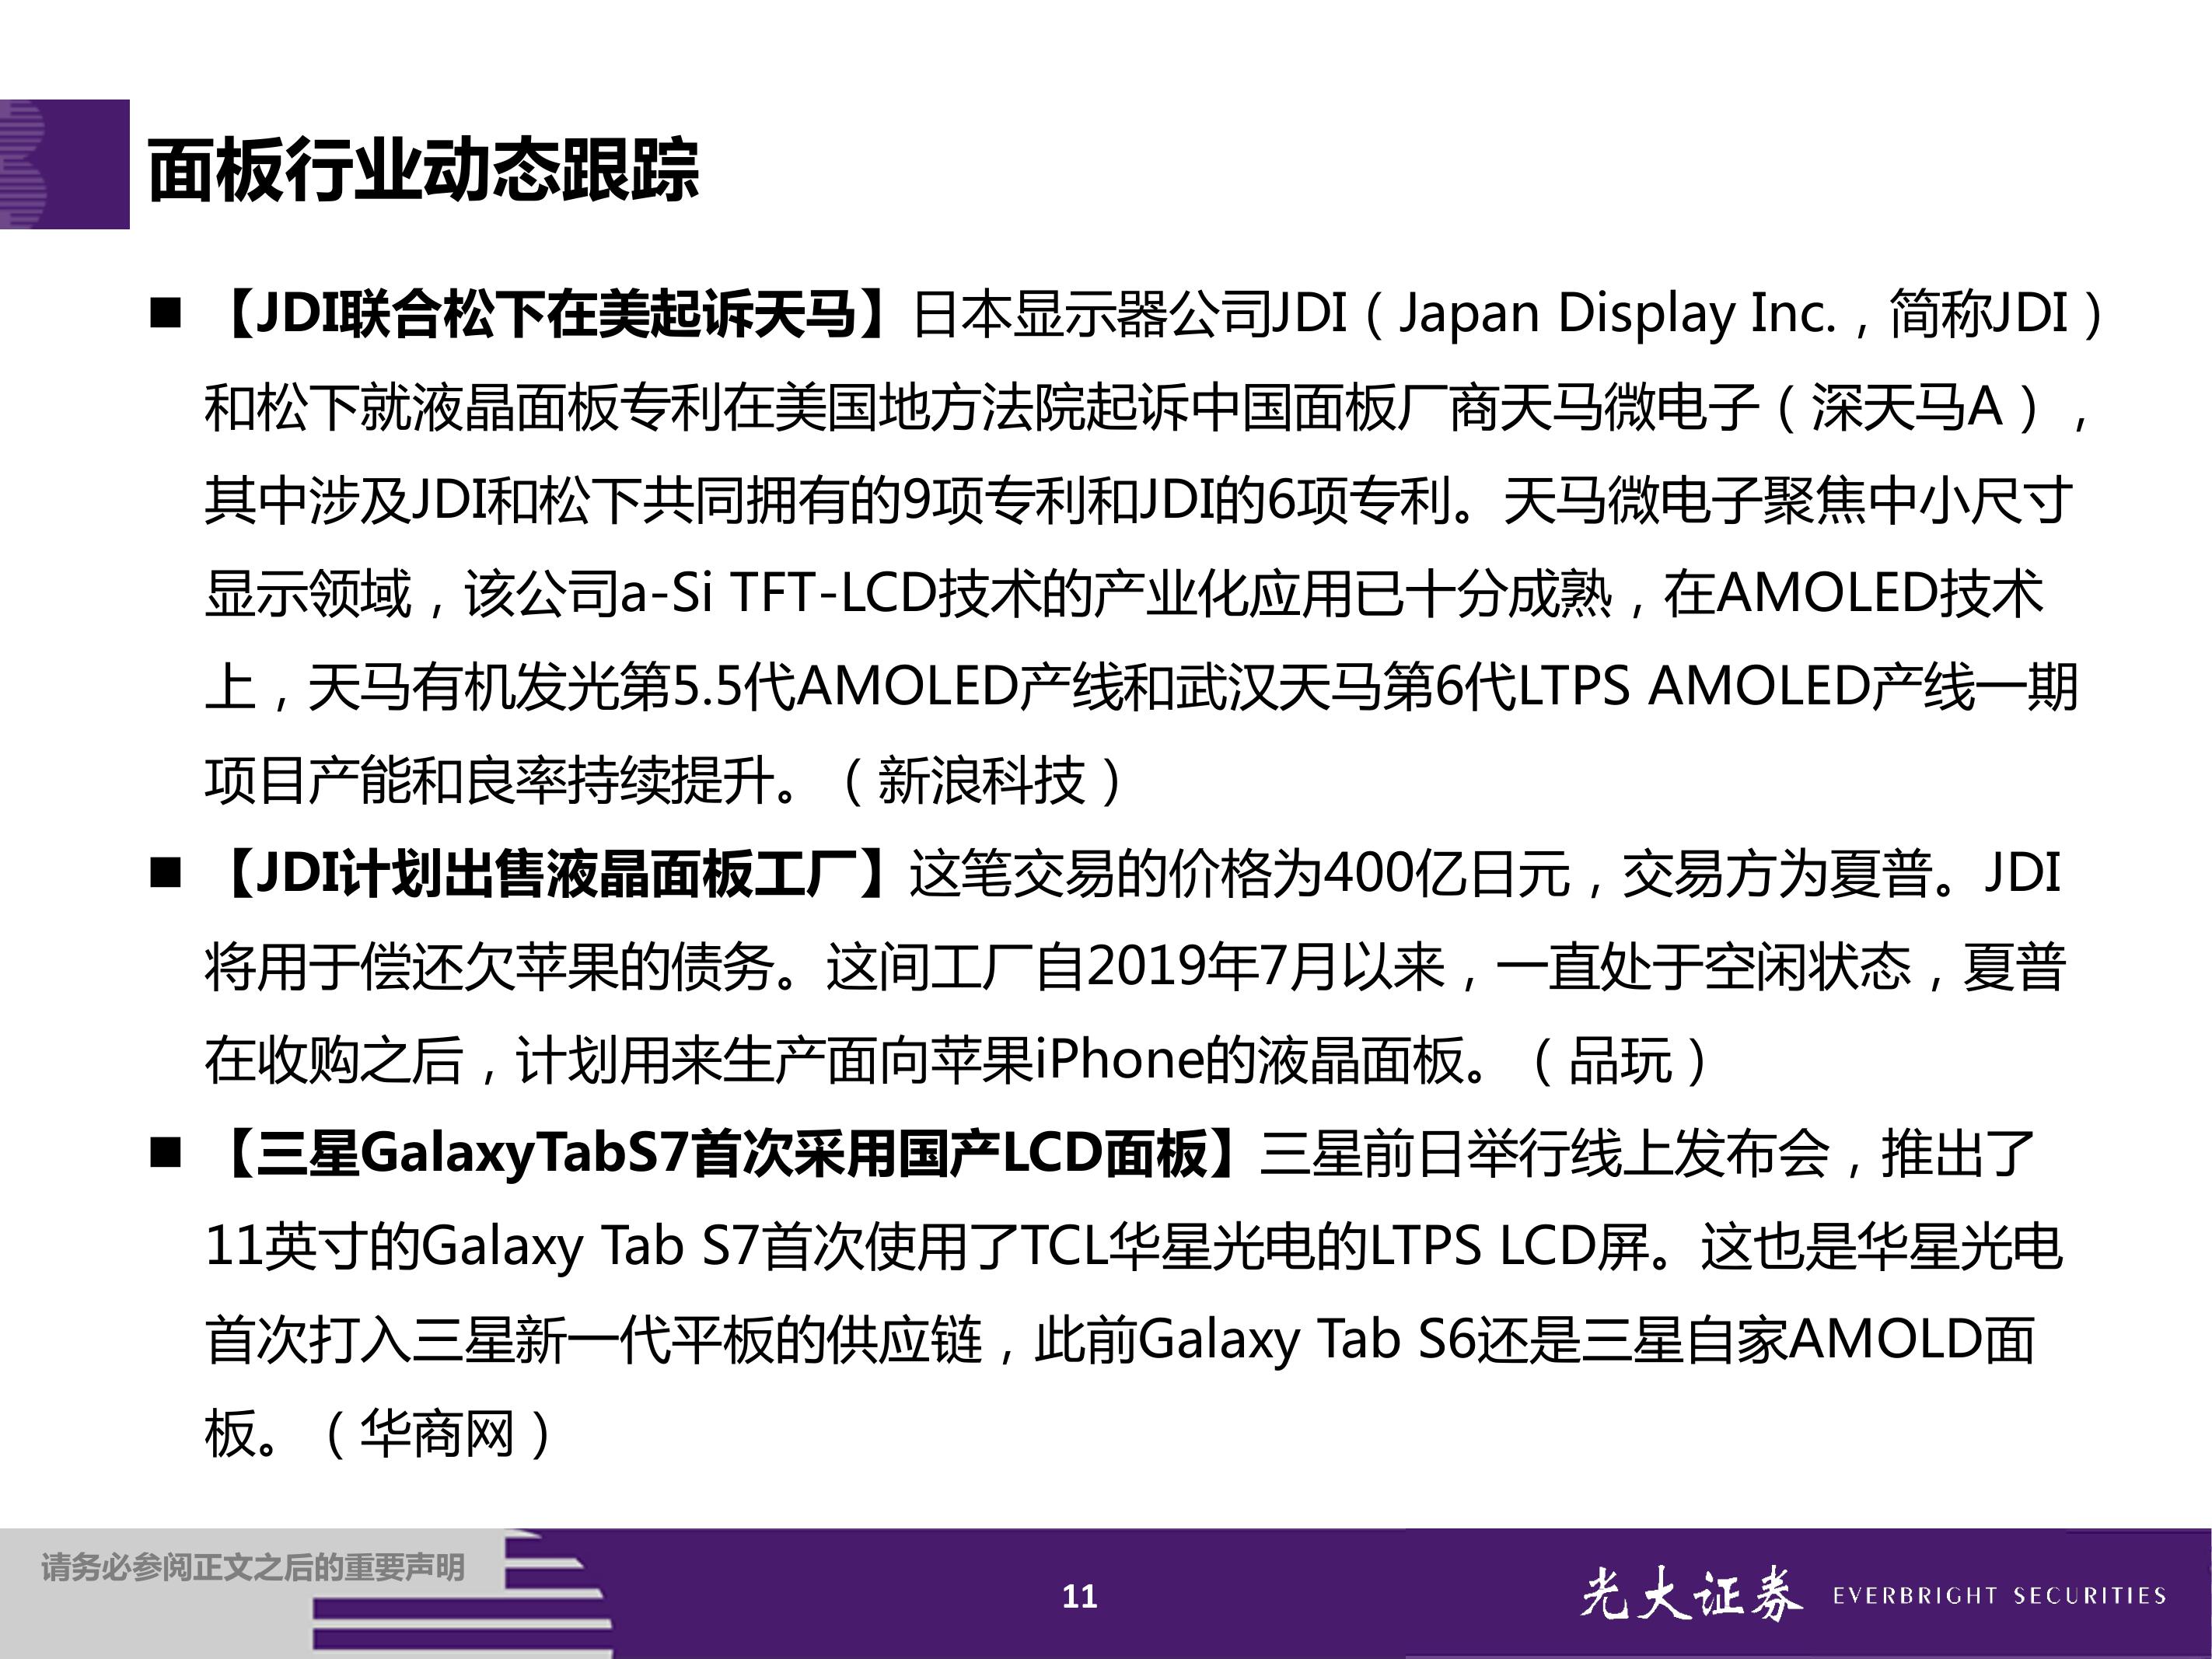 面板行业动态跟踪
■ 【JDI联合松下在美起诉天马】日本显示器公司JDI（Japan Display Inc.，简称JDI）
和松下就液晶面板专利在美国地方法院起诉中国面板厂商天马微电子（深天马A），
其中涉及JDI和松下共同拥有的9项专利和JDI的6项专利。天马微电子聚焦中小尺寸
显示领域，该公司a-Si TFT-LCD技术的产业化应用已十分成熟，在AMOLED技术
上，天马有机发光第5.5代AMOLED产线和武汉天马第6代LTPS AMOLED产线一期
项目产能和良率持续提升。（新浪科技）
■ 【JDI计划出售液晶面板工厂】这笔交易的价格为400亿日元，交易方为夏普。JDI
将用于偿还欠苹果的债务。这间工厂自2019年7月以来，一直处于空闲状态，夏普
在收购之后，计划用来生产面向苹果iPhone的液晶面板。（品玩）
■ 【三星GalaxyTabS7首次采用国产LCD面板】三星前日举行线上发布会，推出了
11英寸的Galaxy Tab S7首次使用了TCL华星光电的LTPS LCD屏。这也是华星光电
首次打入三星新一代平板的供应链，此前Galaxy Tab S6还是三星自家AMOLD面
板。（华商网）
请务必参阅正文之后的重要声明
11
光大证券 EVERBRIGHT SECURITIES